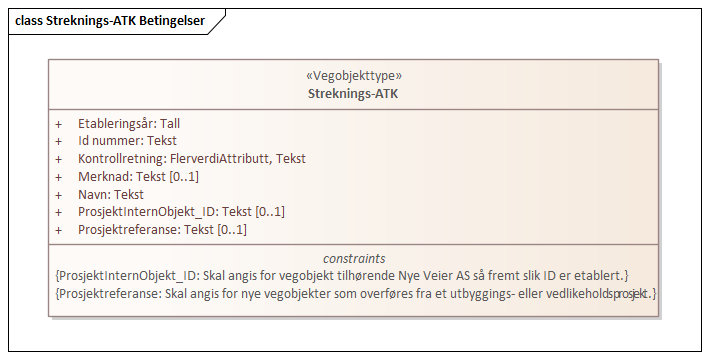 class Streknings-ATK Betingelser
«Vegobjekttype»
Streknings-ATK
+ Etableringsår: Tall
+ Id nummer: Tekst
+ Kontrollretning: FlerverdiAttributt, Tekst
+ Merknad: Tekst [0..1]
+ Navn: Tekst
+ ProsjektInternObjekt_ID: Tekst [0..1]
+ Prosjektreferanse: Tekst [0..1]
constraints
{ProsjektInternObjekt_ID: Skal angis for vegobjekt tilhørende Nye Veier AS så fremt slik ID er etablert.}
{Prosjektreferanse: Skal angis for nye vegobjekter som overføres fra et utbyggings- eller vedlikeholdsprosjekt.}